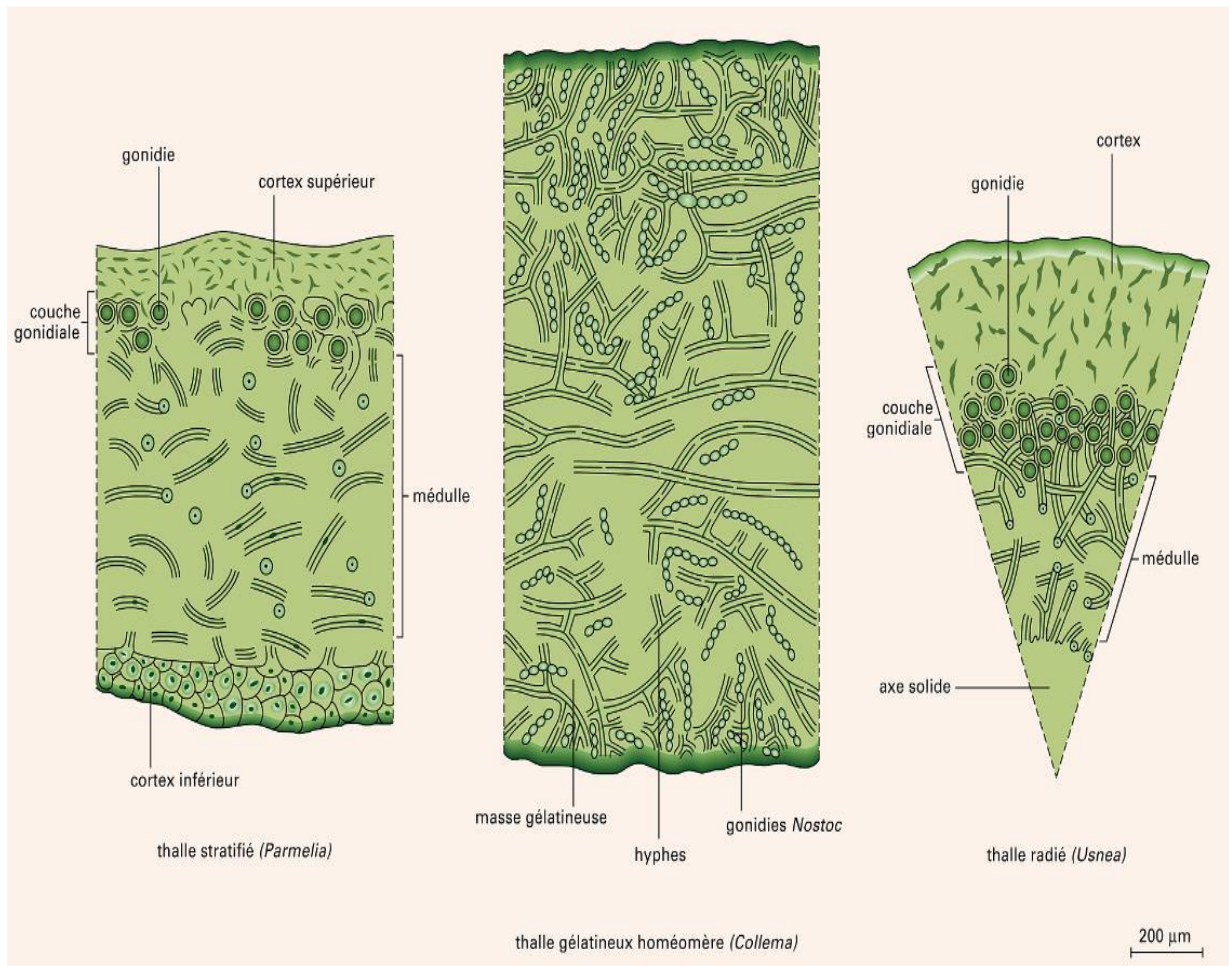 gonidie
cortex supérieur
couche
gonidiale
médulle
cortex inférieur
thalle stratifié (Parmelia)
masse gélatineuse
hyphes
gonidies Nostoc
thalle gélatineux homéomère (Collema)
cortex
gonidie
couche
gonidiale
médulle
axe solide
thalle radié (Usnea)
200 µm